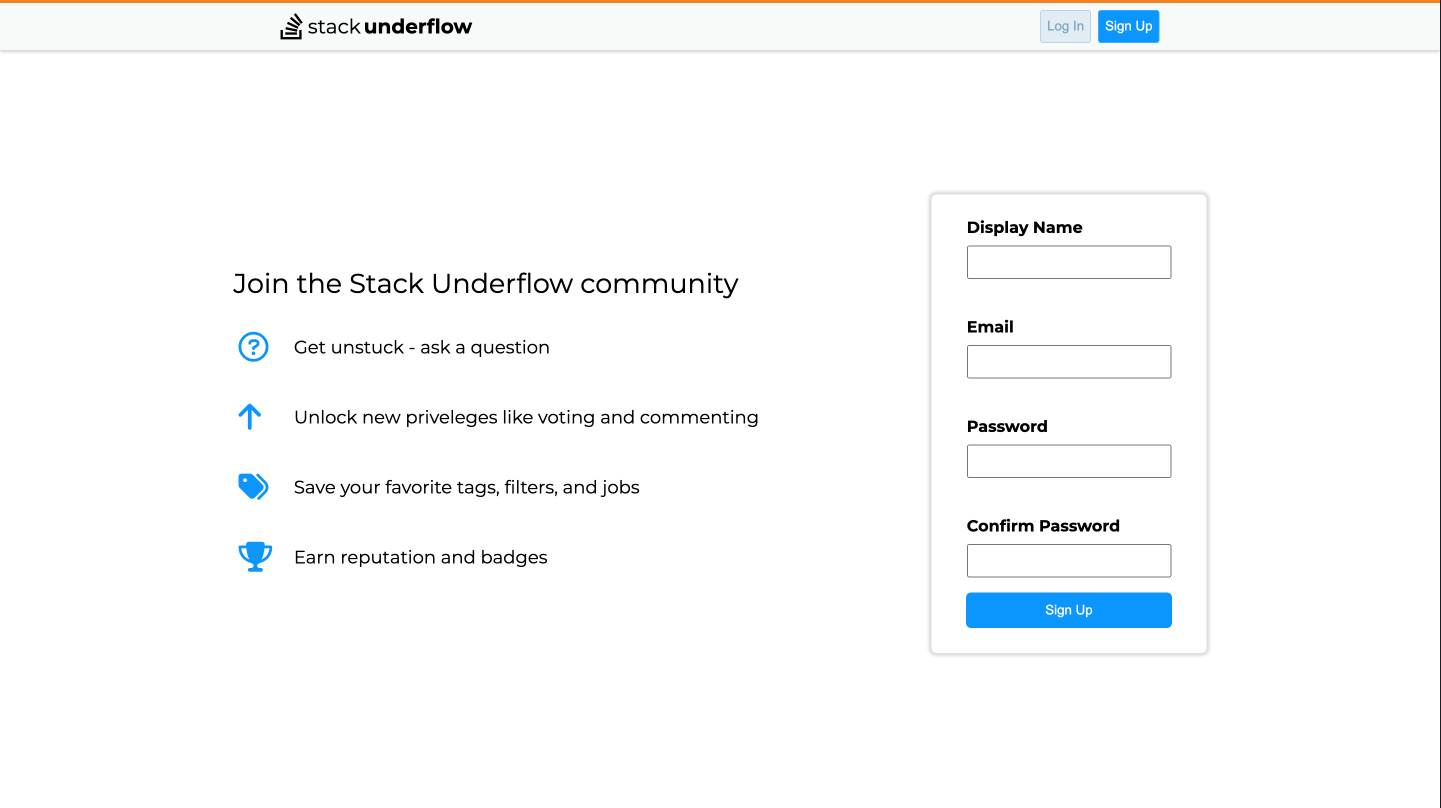 stack underflow
Log In
Sign Up
Join the Stack Underflow community
Get unstuck - ask a question
Unlock new priveleges like voting and commenting
Save your favorite tags, filters, and jobs
Earn reputation and badges
Display Name
Email
Password
Confirm Password
Sign Up